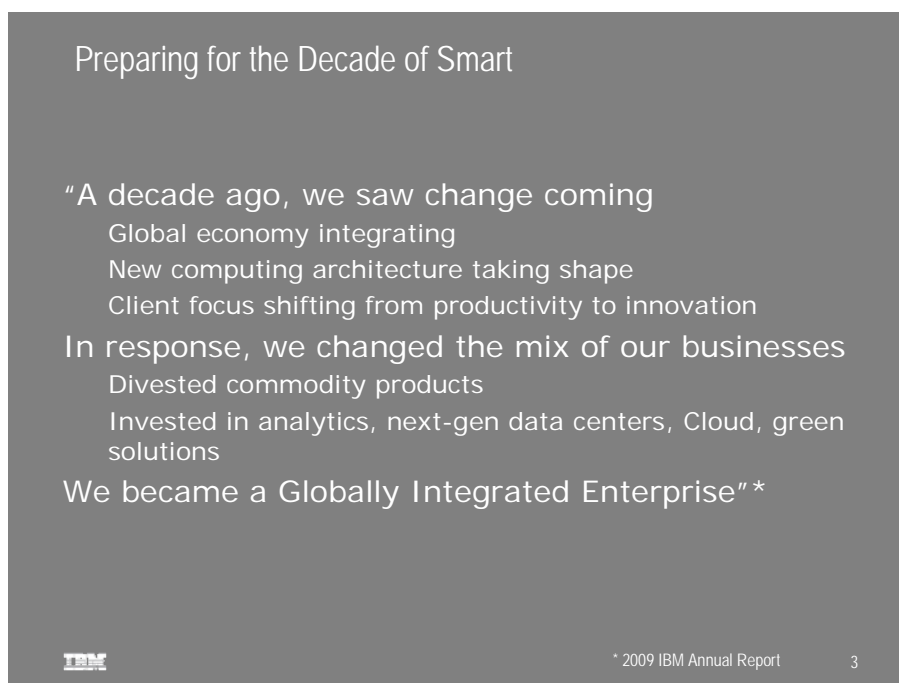 Preparing for the Decade of Smart
"A decade ago, we saw change coming
Global economy integrating
New computing architecture taking shape
Client focus shifting from productivity to innovation
In response, we changed the mix of our businesses
Divested commodity products
Invested in analytics, next-gen data centers, Cloud, green
solutions
We became a Globally Integrated Enterprise"*
IBM
* 2009 IBM Annual Report
3